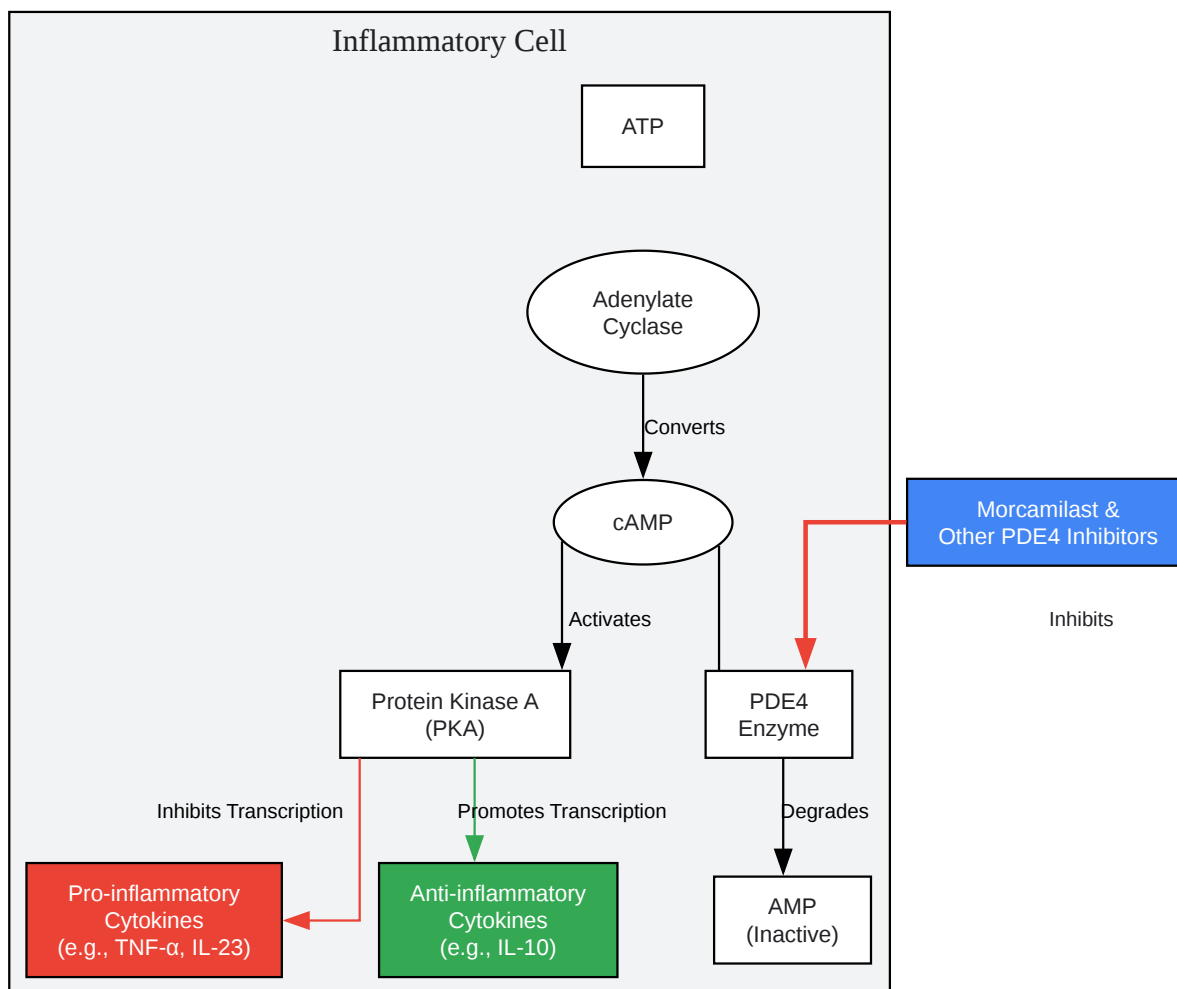 Inflammatory Cell
ATP
Adenylate
Cyclase
Converts
cAMP
Morcamilast &
Other PDE4 Inhibitors
Activates
Inhibits
Protein Kinase A
(PKA)
PDE4
Enzyme
Inhibits Transcription
Promotes Transcription
Degrades
Pro-inflammatory
Cytokines
(e.g., TNF-α, IL-23)
Anti-inflammatory
Cytokines
(e.g., IL-10)
AMP
(Inactive)